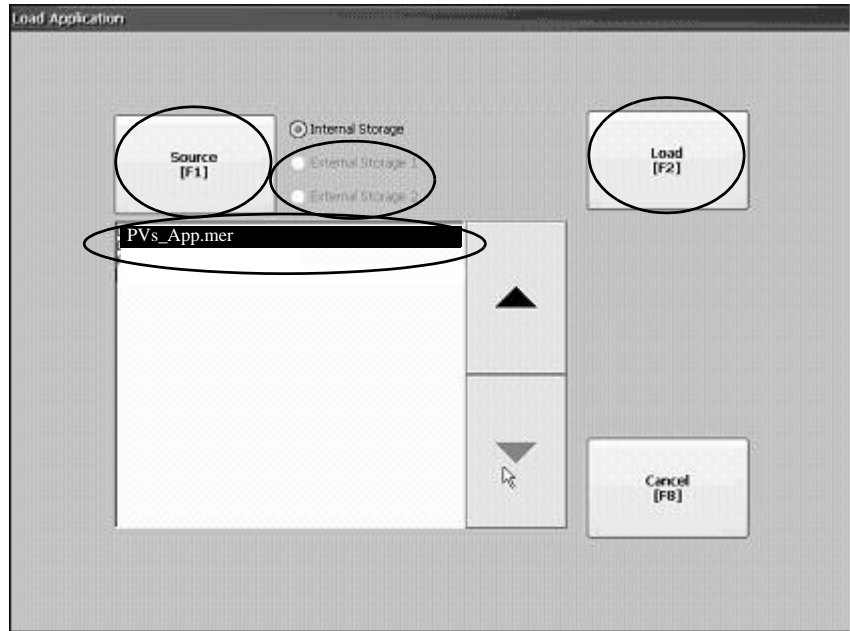 Load Application
Internal Storage
External Storage 1
External Storage 2
Source
[F1]
Load
[F2]
PVs_App.mer
Cancel
[F8]